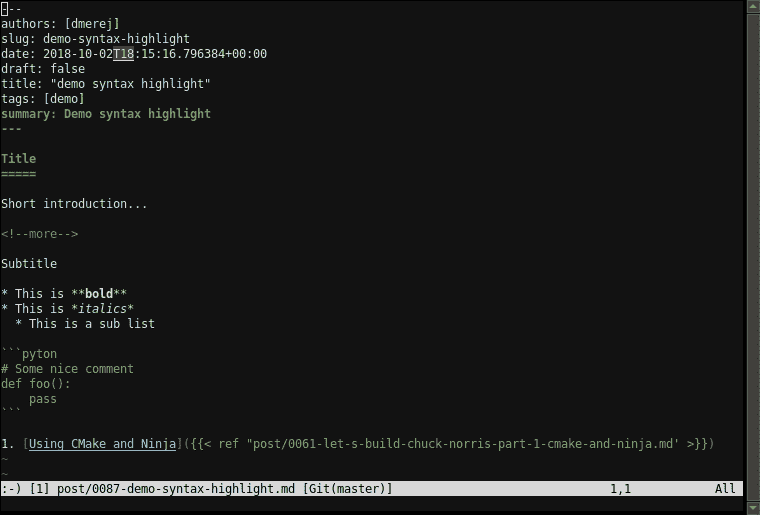 ---
authors: [dmerej]
slug: demo-syntax-highlight
date: 2018-10-02T18:15:16.796384+00:00
draft: false
title: "demo syntax highlight"
tags: [demo]
summary: Demo syntax highlight
---
Title
=====
Short introduction...
<!--more-->
Subtitle
* This is **bold**
* This is *italics*
  * This is a sub list
```pyton
# Some nice comment
def foo():
    pass
```
1. [Using CMake and Ninja]({{< ref "post/0061-let-s-build-chuck-norris-part-1-cmake-and-ninja.md' >}})
~
~
:-) [1] post/0087-demo-syntax-highlight.md [Git(master)] 1,1 All